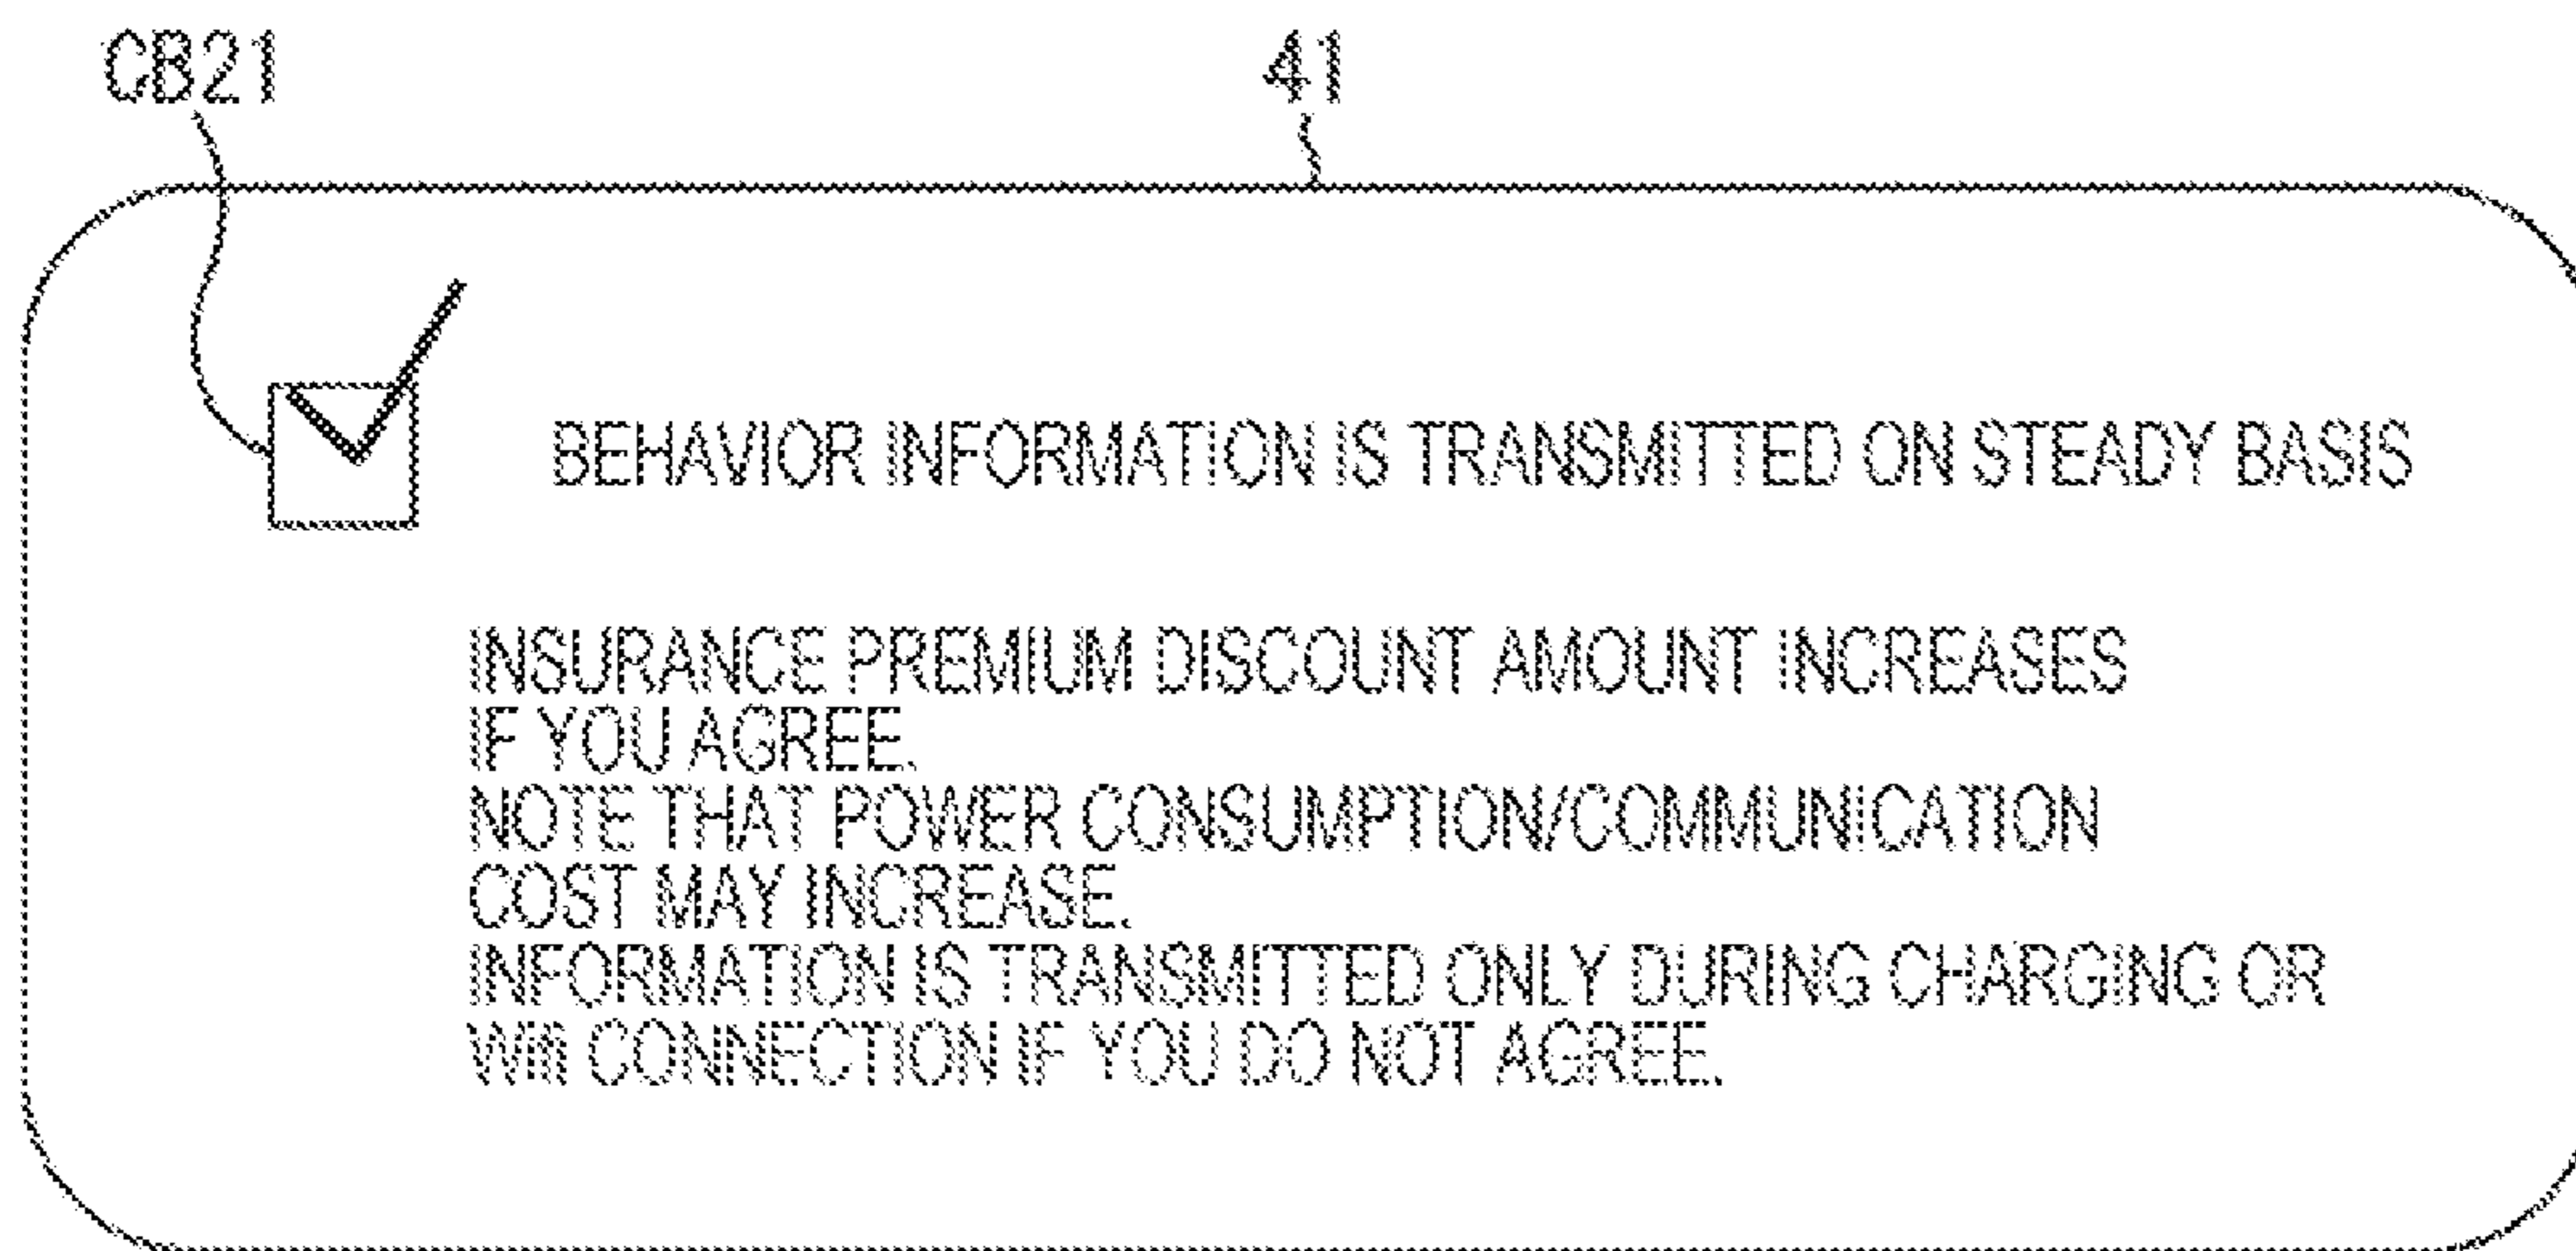 CB21
41
BEHAVIOR INFORMATION IS TRANSMITTED ON STEADY BASIS
INSURANCE PREMIUM DISCOUNT AMOUNT INCREASES
IF YOU AGREE.
NOTE THAT POWER CONSUMPTION/COMMUNICATION
COST MAY INCREASE.
INFORMATION IS TRANSMITTED ONLY DURING CHARGING OR
Wifi CONNECTION IF YOU DO NOT AGREE.